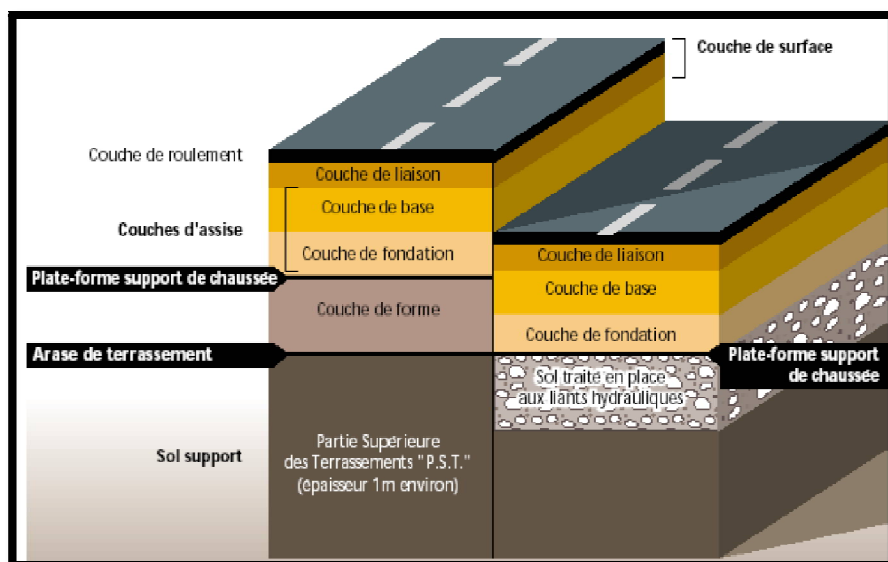 Couche de surface
Couche de roulement
Couche de liaison
Couche de base
Couches d'assise
Couche de fondation
Plate-forme support de chaussée
Couche de forme
Arase de terrassement
Sol support
Partie Supérieure
des Terrassements "P.S.T."
(épaisseur 1m environ)
Couche de liaison
Couche de base
Couche de fondation
Plate-forme support
de chaussée
Sol traité en place
aux liants hydrauliques